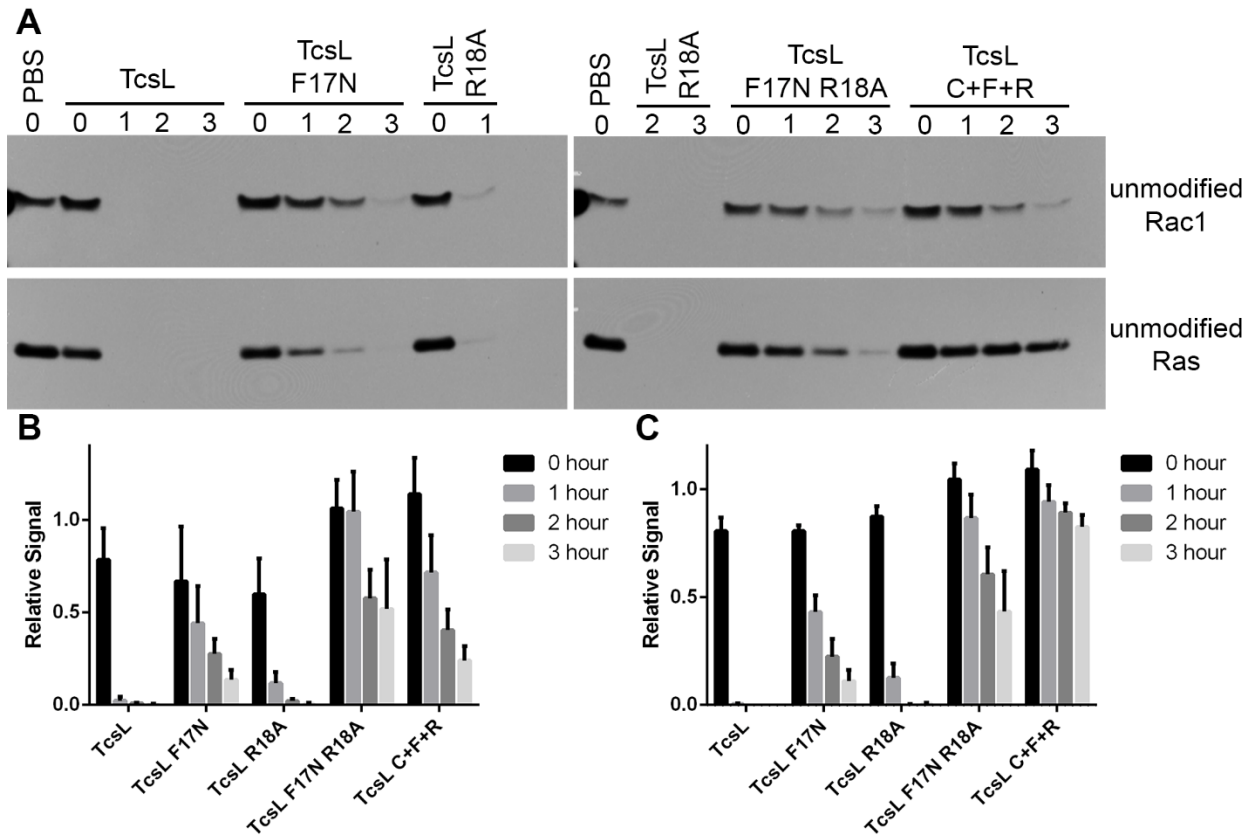 A
PBS
TcsL
TcsL
F17N
TcsL
R18A
PBS
TcsL
R18A
TcsL
F17N R18A
TcsL
C+F+R
0 0 1 2 3 0 1 2 3 0 1 0 2 3 0 1 2 3 0 1 2 3
unmodified
Rac1
unmodified
Ras
B
Relative Signal
1.0
0.5
0.0
TcsL
TcsL F17N
TcsL R18A
TcsL F17N R18A
TcsL C+F+R
0 hour
1 hour
2 hour
3 hour
C
Relative Signal
1.0
0.5
0.0
TcsL
TcsL F17N
TcsL R18A
TcsL F17N R18A
TcsL C+F+R
0 hour
1 hour
2 hour
3 hour